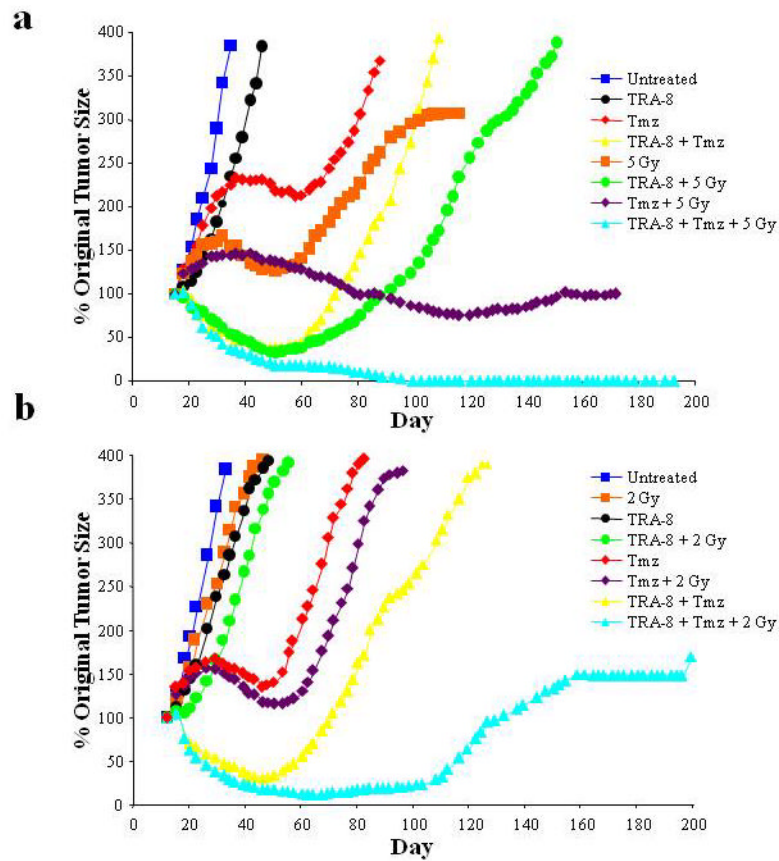 a
% Original Tumor Size
400
350
300
250
200
150
100
50
0
0 20 40 60 80 100 120 140 160 180 200
Day
Untreated
TRA-8
Tmz
TRA-8 + Tmz
5 Gy
TRA-8 + 5 Gy
Tmz + 5 Gy
TRA-8 + Tmz + 5 Gy
b
% Original Tumor Size
400
350
300
250
200
150
100
50
0
0 20 40 60 80 100 120 140 160 180 200
Day
Untreated
2 Gy
TRA-8
TRA-8 + 2 Gy
Tmz
Tmz + 2 Gy
TRA-8 + Tmz
TRA-8 + Tmz + 2 Gy